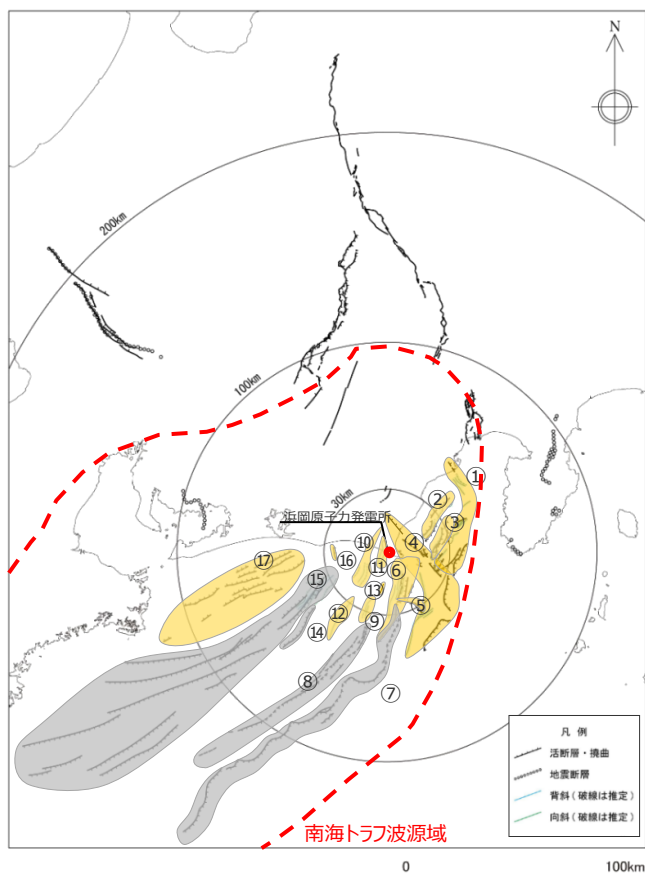 N
200km
100km
30km
浜岡原子力発電所
①
②
③
④
⑩
⑪
⑥
⑯
⑰
⑮
⑬
⑤
⑫
⑨
⑭
⑧
⑦
凡 例
活断層・撓曲
地震断層
背斜(破線は推定)
向斜(破線は推定)
南海トラフ波源域
0 100km